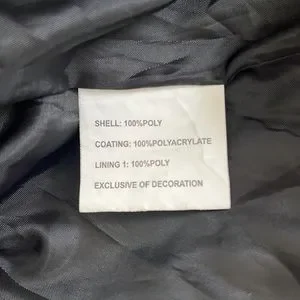 SHELL: 100%POLY
COATING: 100%POLYACRYLATE
LINING 1: 100%POLY
EXCLUSIVE OF DECORATION